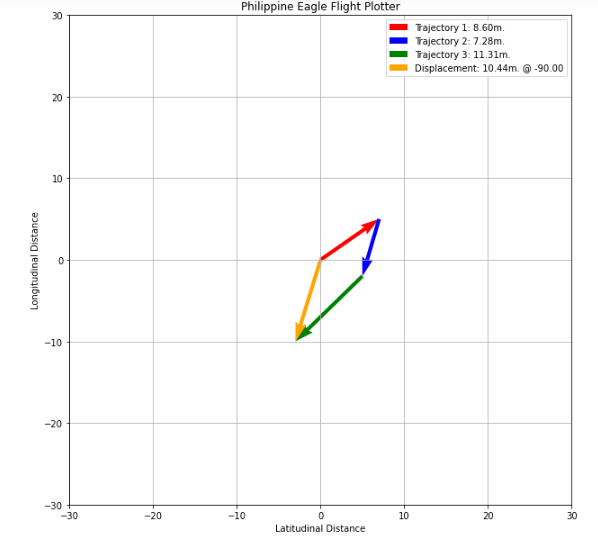 Philippine Eagle Flight Plotter
Trajectory 1: 8.60m.
Trajectory 2: 7.28m.
Trajectory 3: 11.31m.
Displacement: 10.44m. @ -90.00
30
20
10
0
−10
−20
−30
Longitudinal Distance
−30
−20
−10
0
10
20
30
Latitudinal Distance